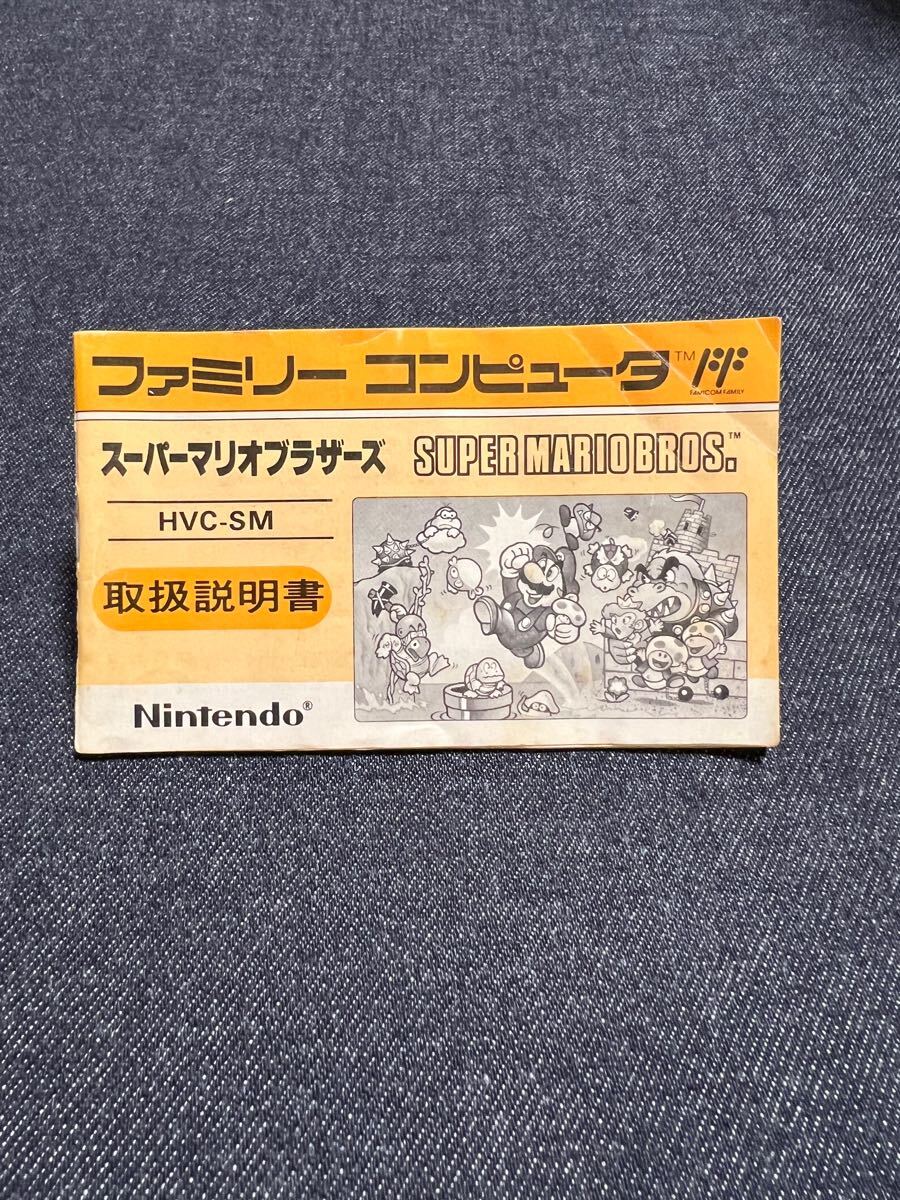 ファミリー コンピュータ™
FAMICOM FAMILY
スーパーマリオブラザーズ SUPER MARIO BROS.™
HVC-SM
取扱説明書
Nintendo®